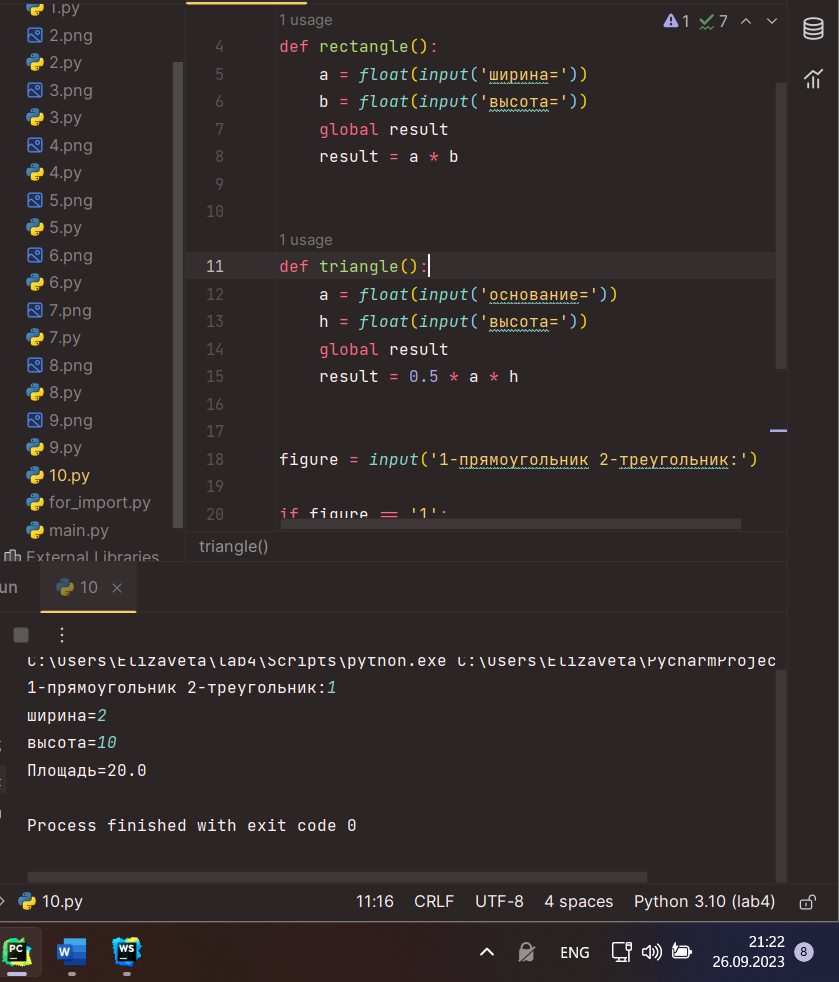 1.py
2.png
2.py
3.png
3.py
4.png
4.py
5.png
5.py
6.png
6.py
7.png
7.py
8.png
8.py
9.png
9.py
10.py
for_import.py
main.py
External Libraries
1 usage
1 7
4 def rectangle():
5 a = float(input('ширина='))
6 b = float(input('высота='))
7 global result
8 result = a * b
9
10
1 usage
11 def triangle():
12 a = float(input('основание='))
13 h = float(input('высота='))
14 global result
15 result = 0.5 * a * h
16
17
18 figure = input('1-прямоугольник 2-треугольник:')
19
20 if figure == '1':
triangle()
un
10
C:\Users\Elizaveta\lab4\Scripts\python.exe C:\Users\Elizaveta\PycharmProjec
1-прямоугольник 2-треугольник:1
ширина=2
высота=10
Площадь=20.0
Process finished with exit code 0
10.py
11:16 CRLF UTF-8 4 spaces Python 3.10 (lab4)
PC
W
WS
ENG
21:22
26.09.2023
8